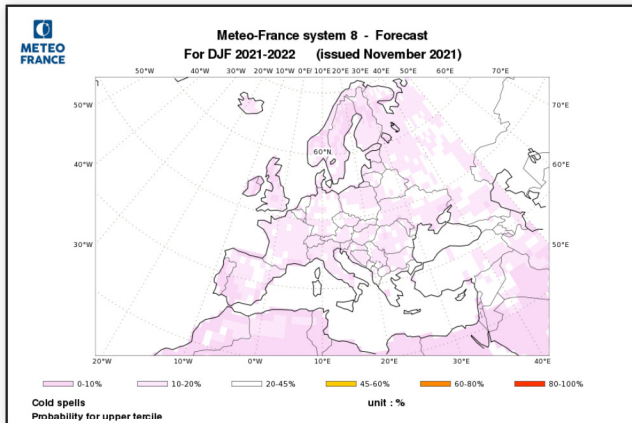 METEO
FRANCE
Meteo-France system 8 - Forecast
For DJF 2021-2022 (issued November 2021)
50°W 40°W 30°W 20°W 10°W 0°E 10°E 20°E 30°E 40°E 50°E 60°E 70°E
50°W 70°E
60°N
40°W 60°E
30°W 50°E
20°W 10°W 0°W 10°E 20°E 30°E 40°E
0-10% 10-20% 20-45% 45-60% 60-80% 80-100%
Cold spells unit : %
Probability for upper tercile